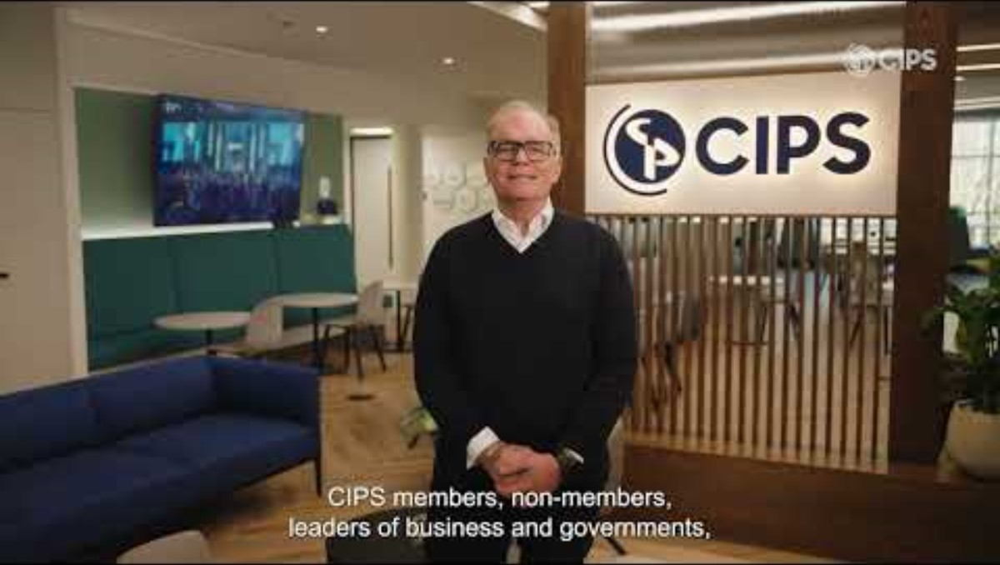 CIPS
CIPS
CIPS members, non-members,
leaders of business and governments,